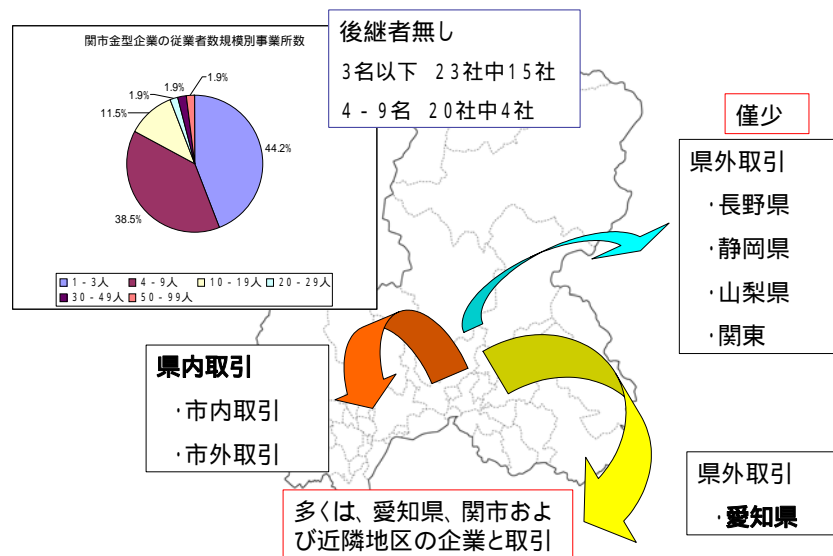 関市金型企業の従業者数規模別事業所数
1.9%
1.9%
1.9%
11.5%
44.2%
38.5%
1-3人 4-9人 10-19人 20-29人
30-49人 50-99人
後継者無し
3名以下 23社中15社
4-9名 20社中4社
僅少
県外取引
・長野県
・静岡県
・山梨県
・関東
県内取引
・市内取引
・市外取引
県外取引
・愛知県
多くは、愛知県、関市およ
び近隣地区の企業と取引